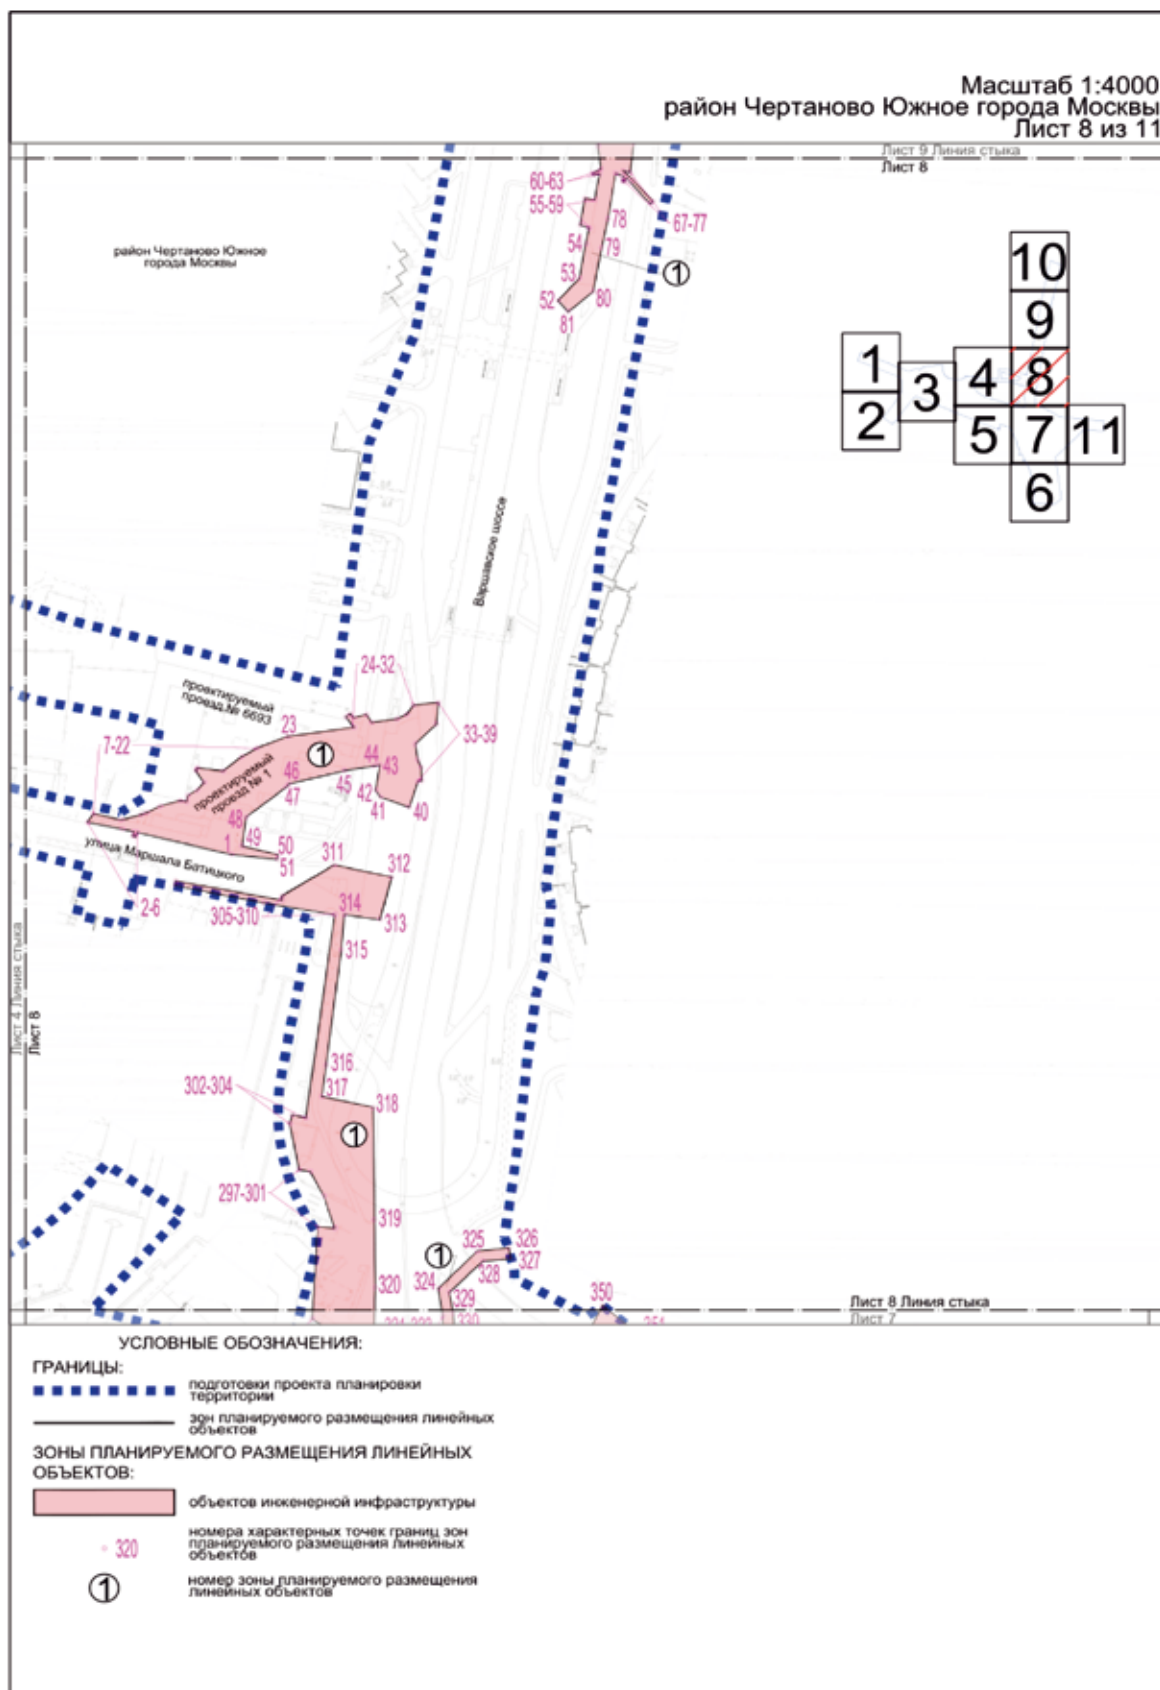 Масштаб 1:4000
район Чертаново Южное города Москвы
Лист 8 из 11
Лист 9 Линия стыка
Лист 8
60-63
55-59
78
67-77
54
79
53
1
52
80
81
район Чертаново Южное
города Москвы
10
9
1
4
8
3
2
5
7
11
6
Варшавское шоссе
24-32
проектируемый
проезд № 6693
23
33-39
7-22
1
44
43
46
45
42
47
41
40
проектируемый
проезд № 1
48
1
49
50
51
улица Маршала Батицкого
311
312
2-6
305-310
314
313
315
Лист 4 Линия стыка
Лист 8
316
302-304
317
318
1
297-301
319
325
326
1
327
328
324
320
329
350
330
Лист 8 Линия стыка
Лист 7
УСЛОВНЫЕ ОБОЗНАЧЕНИЯ:
ГРАНИЦЫ:
подготовки проекта планировки
территории
зон планируемого размещения линейных
объектов
ЗОНЫ ПЛАНИРУЕМОГО РАЗМЕЩЕНИЯ ЛИНЕЙНЫХ
ОБЪЕКТОВ:
объектов инженерной инфраструктуры
320
номера характерных точек границ зон
планируемого размещения линейных
объектов
1
номер зоны планируемого размещения
линейных объектов